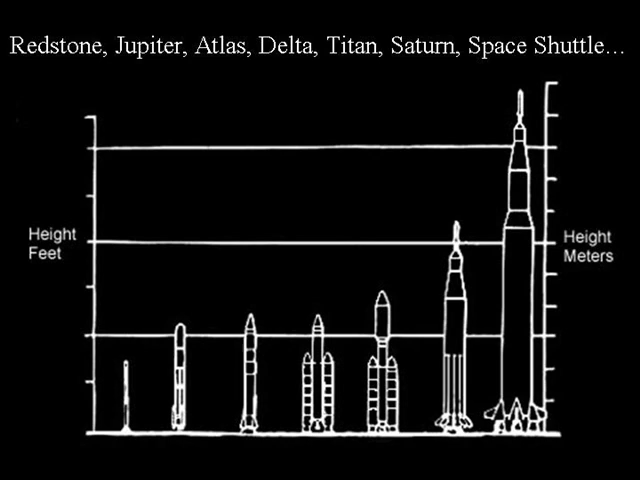 Redstone, Jupiter, Atlas, Delta, Titan, Saturn, Space Shuttle...
Height
Feet
Height
Meters